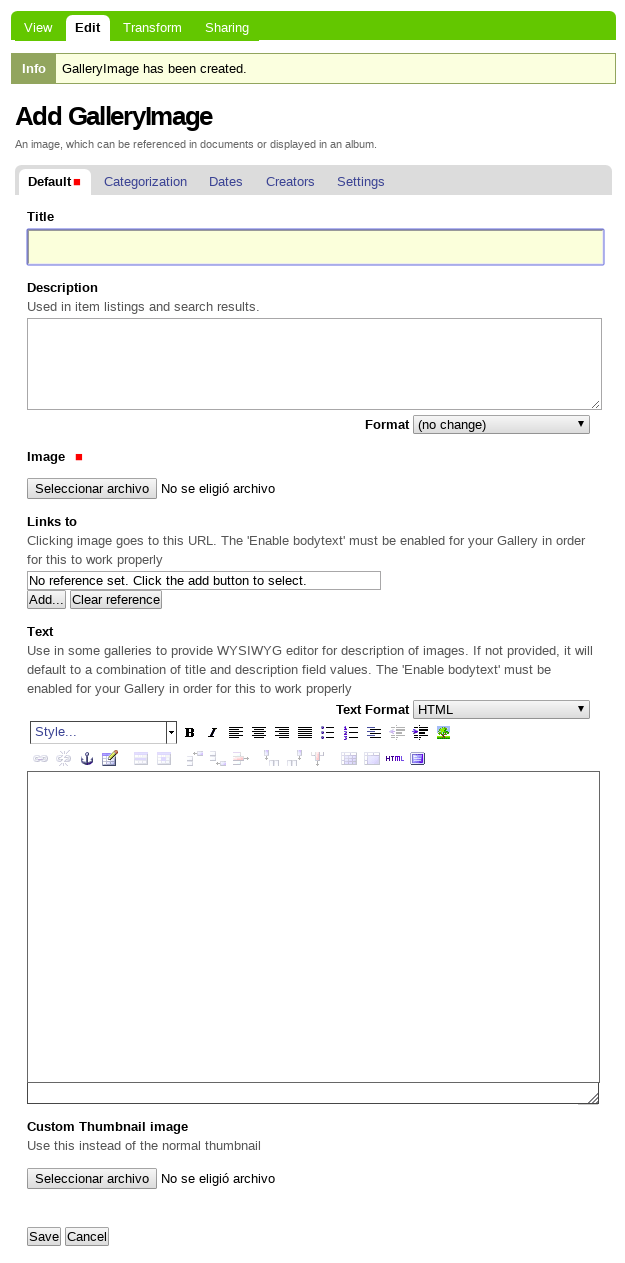 View Edit Transform Sharing
Info GalleryImage has been created.
Add GalleryImage
An image, which can be referenced in documents or displayed in an album.
Default Categorization Dates Creators Settings
Title
Description
Used in item listings and search results.
Format (no change)
Image
Seleccionar archivo No se eligió archivo
Links to
Clicking image goes to this URL. The 'Enable bodytext' must be enabled for your Gallery in order
for this to work properly
No reference set. Click the add button to select.
Add... Clear reference
Text
Use in some galleries to provide WYSIWYG editor for description of images. If not provided, it will
default to a combination of title and description field values. The 'Enable bodytext' must be
enabled for your Gallery in order for this to work properly
Text Format HTML
Style... B I
HTML
Custom Thumbnail image
Use this instead of the normal thumbnail
Seleccionar archivo No se eligió archivo
Save Cancel